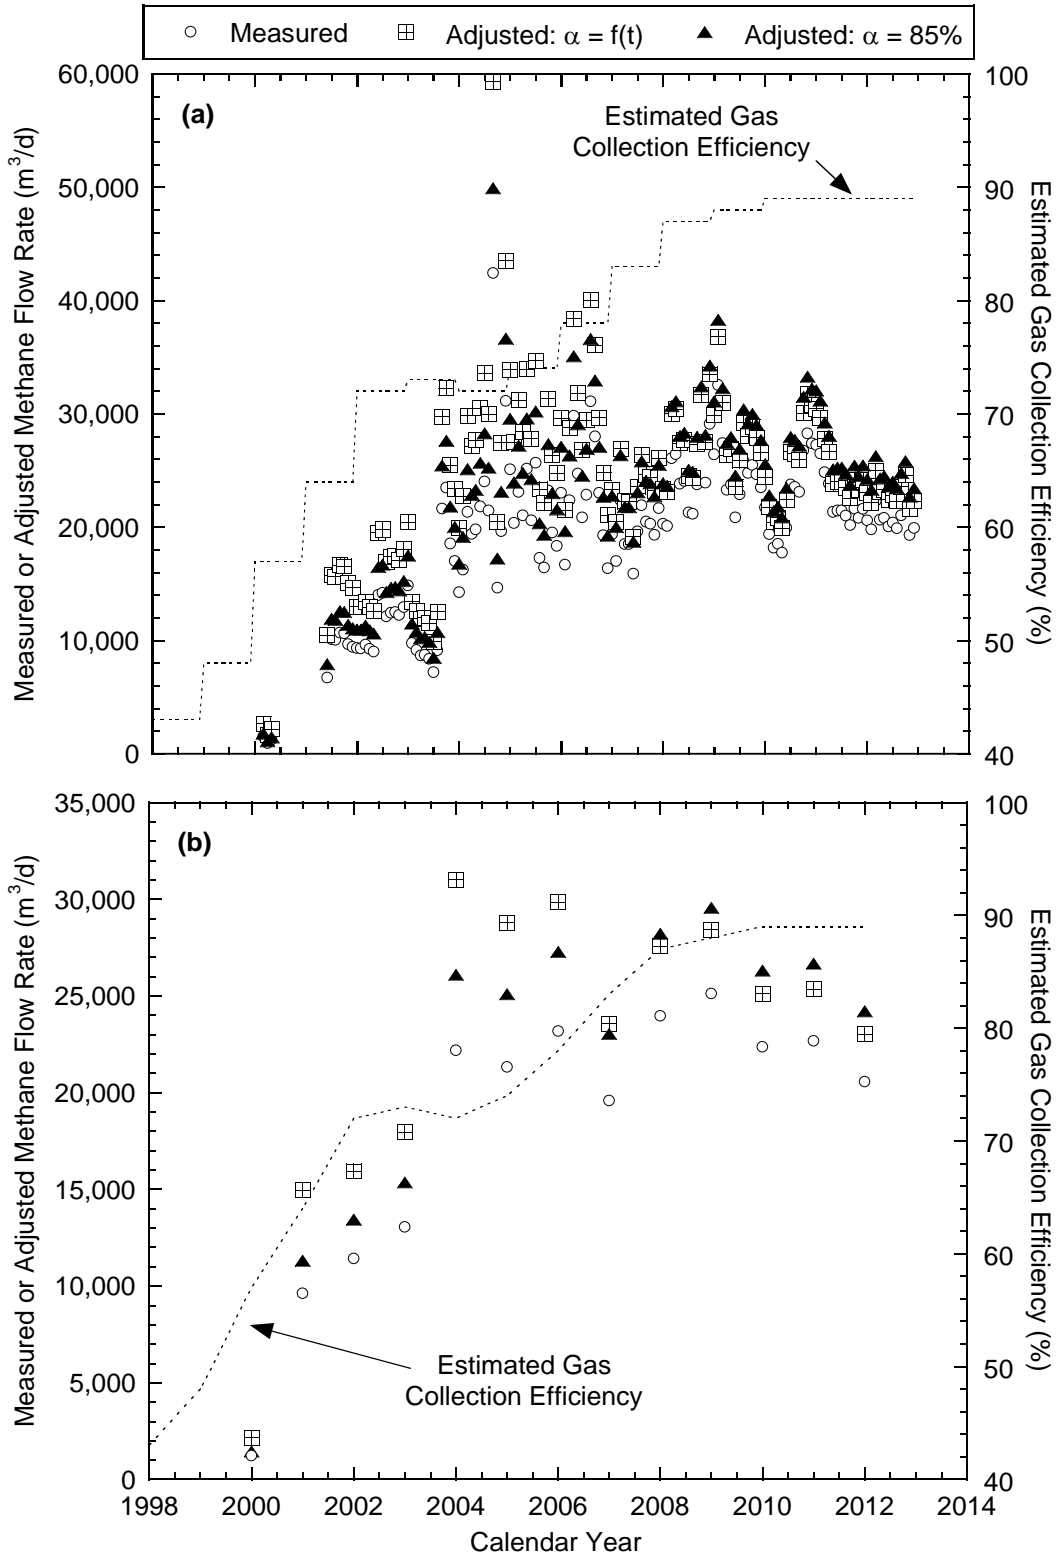 Measured Adjusted: α = f(t) Adjusted: α = 85%
(a)
Estimated Gas
Collection Efficiency
60,000
50,000
40,000
30,000
20,000
10,000
0
Measured or Adjusted Methane Flow Rate (m³/d)
100
90
80
70
60
50
40
Estimated Gas Collection Efficiency (%)
(b)
Estimated Gas
Collection Efficiency
35,000
30,000
25,000
20,000
15,000
10,000
5,000
0
Measured or Adjusted Methane Flow Rate (m³/d)
100
90
80
70
60
50
40
Estimated Gas Collection Efficiency (%)
1998 2000 2002 2004 2006 2008 2010 2012 2014
Calendar Year